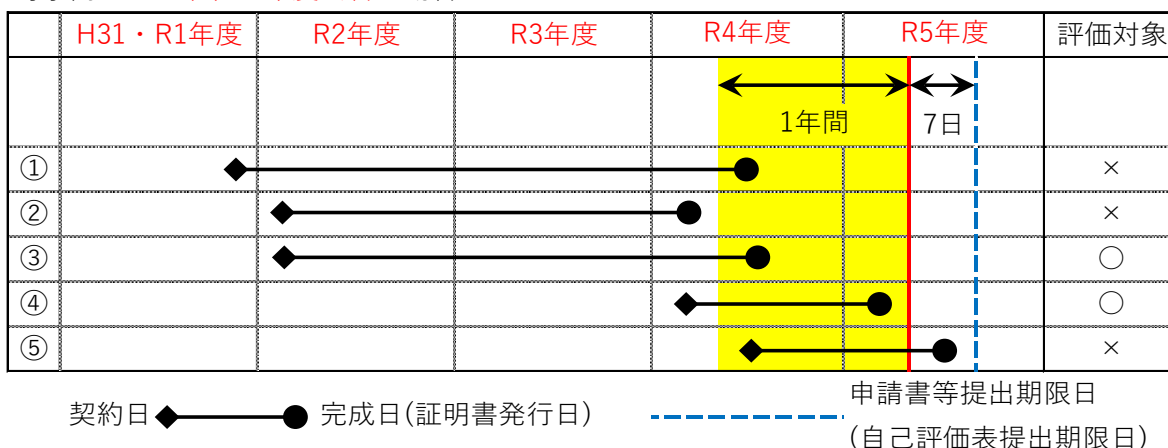 H31・R1年度 R2年度 R3年度 R4年度 R5年度 評価対象
1年間 7日
① ×
② ×
③ ○
④ ○
⑤ ×
契約日 完成日(証明書発行日) 申請書等提出期限日
(自己評価表提出期限日)